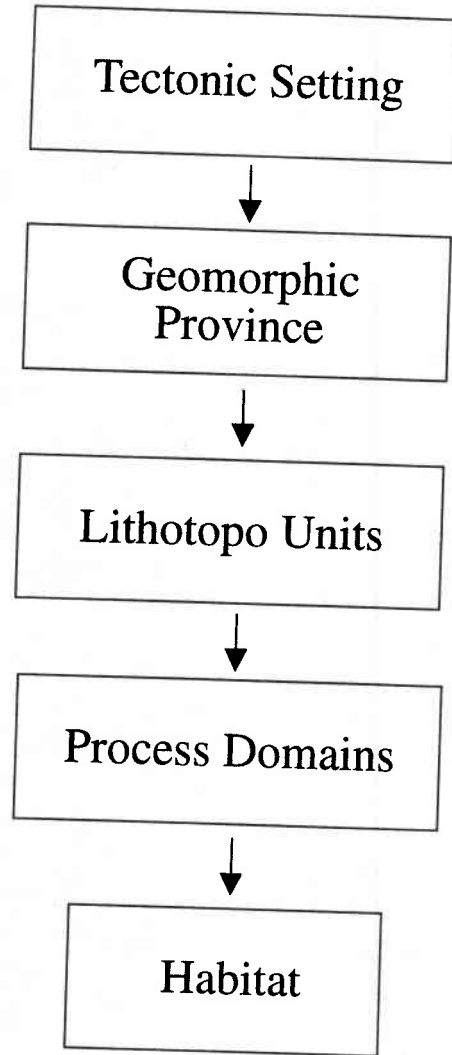 Tectonic Setting
Geomorphic
Province
Lithotopo Units
Process Domains
Habitat